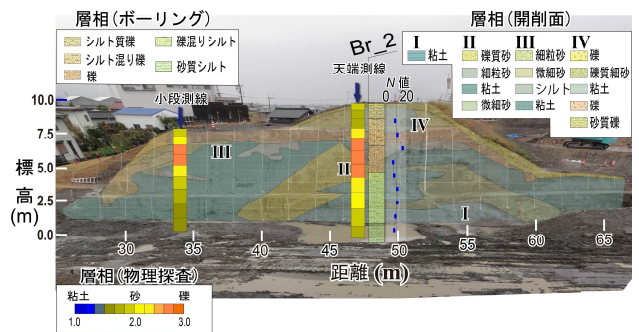 層相(ボーリング)
シルト質礫
シルト混り礫
礫
礫混りシルト
砂質シルト
Br_2
天端測線
小段測線
N値
0 20
層相(開削面)
I II III IV
粘土
礫質砂
細粒砂
粘土
微細砂
細粒砂
微細砂
シルト
粘土
礫
礫質細砂
粘土
礫
砂質礫
10.0
7.5
5.0
2.5
0.0
標高(m)
III
II
IV
I
30 35 40 45 50 55 60 65
距離(m)
層相(物理探査)
粘土 砂 礫
1.0 2.0 3.0